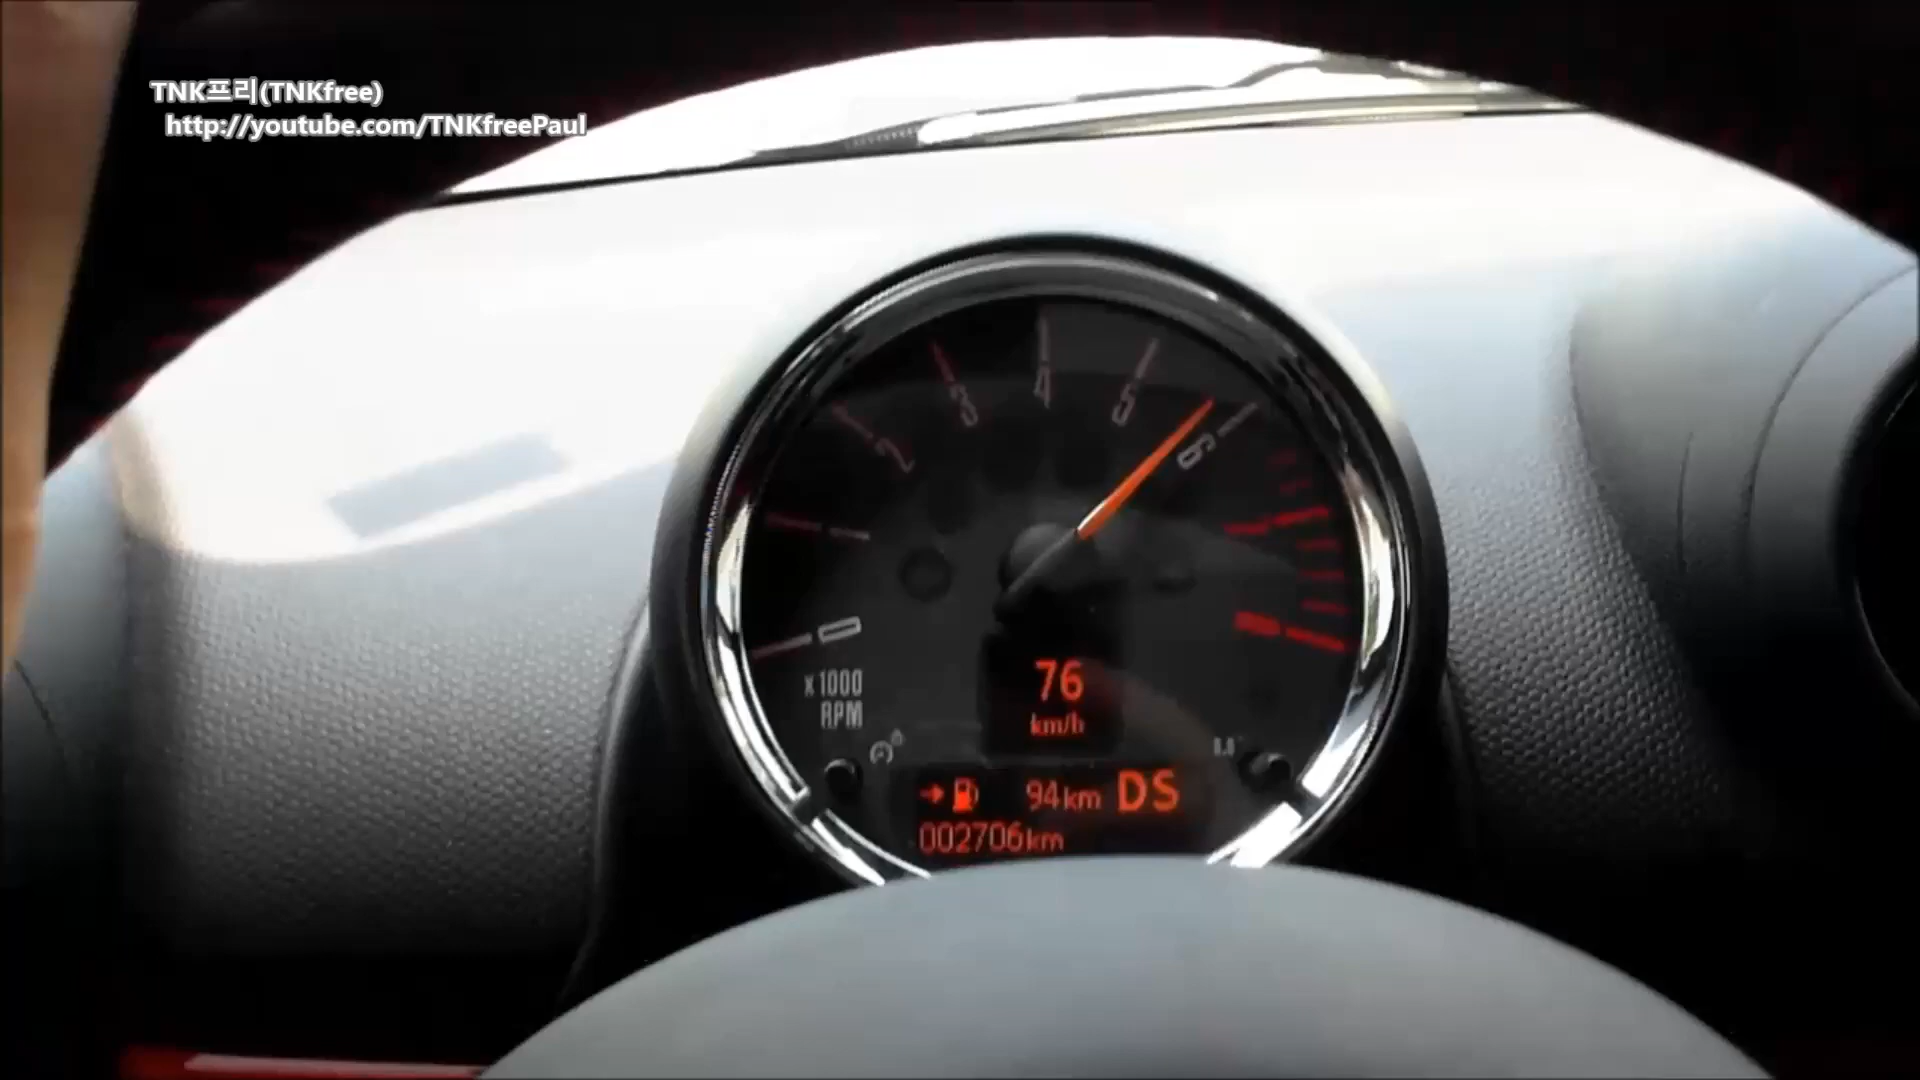 TNK프리(TNKfree)
http://youtube.com/TNKfreePaul
0
2
3
4
5
6
x1000
RPM
76
km/h
94km DS
002706km